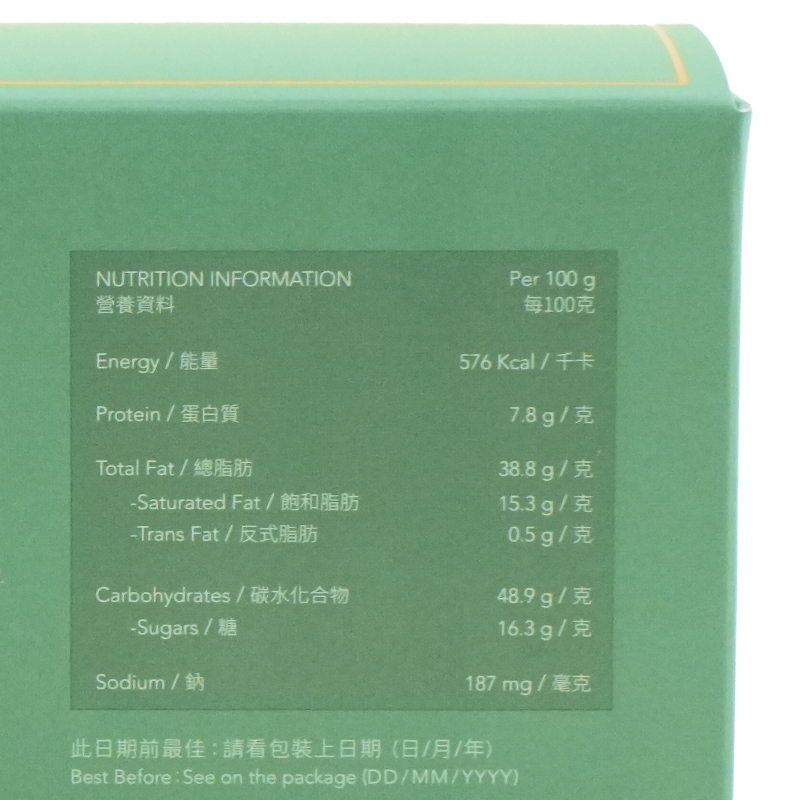 NUTRITION INFORMATION Per 100 g
營養資料 每100克
Energy / 能量 576 Kcal / 千卡
Protein / 蛋白質 7.8 g / 克
Total Fat / 總脂肪 38.8 g / 克
-Saturated Fat / 飽和脂肪 15.3 g / 克
-Trans Fat / 反式脂肪 0.5 g / 克
Carbohydrates / 碳水化合物 48.9 g / 克
-Sugars / 糖 16.3 g / 克
Sodium / 鈉 187 mg / 毫克
此日期前最佳：請看包裝上日期（日/月/年）
Best Before : See on the package (DD/MM/YYYY)